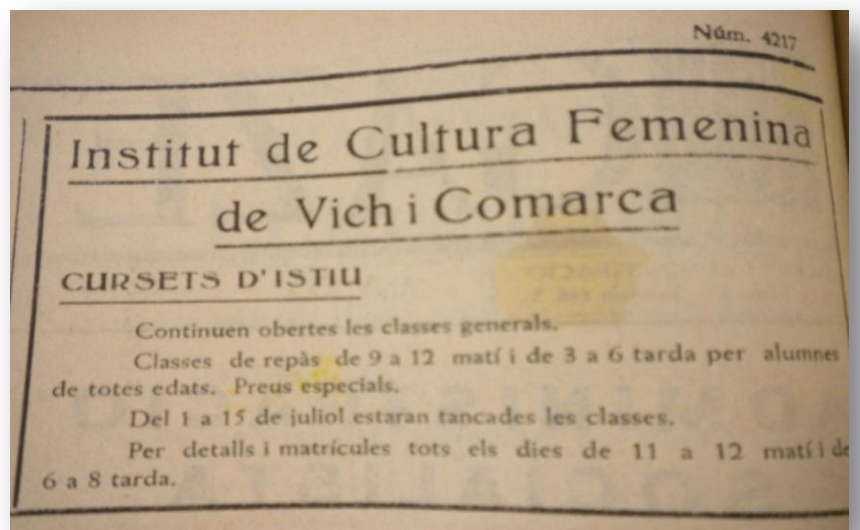 Núm. 4217
Institut de Cultura Femenina
de Vich i Comarca
CURSETS D'ISTIU
Continuen obertes les classes generals.
Classes de repàs de 9 a 12 matí i de 3 a 6 tarda per alumnes
de totes edats. Preus especials.
Del 1 a 15 de juliol estaran tancades les classes.
Per detalls i matrícules tots els dies de 11 a 12 matí i de
6 a 8 tarda.